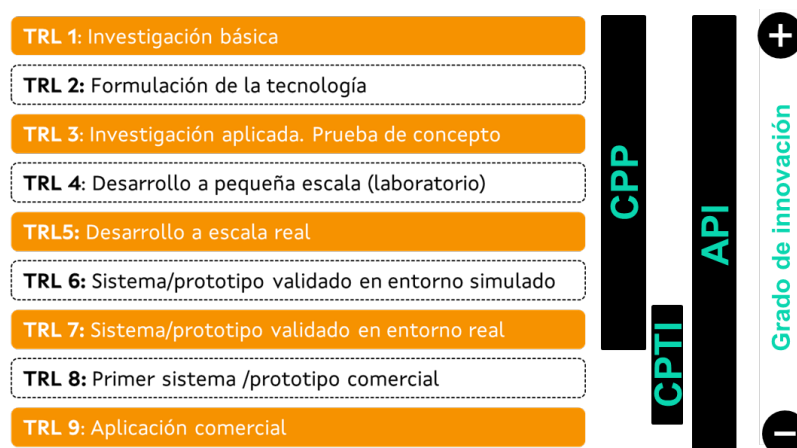 TRL 1: Investigación básica
TRL 2: Formulación de la tecnología
TRL 3: Investigación aplicada. Prueba de concepto
TRL 4: Desarrollo a pequeña escala (laboratorio)
TRL5: Desarrollo a escala real
TRL 6: Sistema/prototipo validado en entorno simulado
TRL 7: Sistema/prototipo validado en entorno real
TRL 8: Primer sistema /prototipo comercial
TRL 9: Aplicación comercial
CPP
CPTI
API
+
Grado de innovación
−